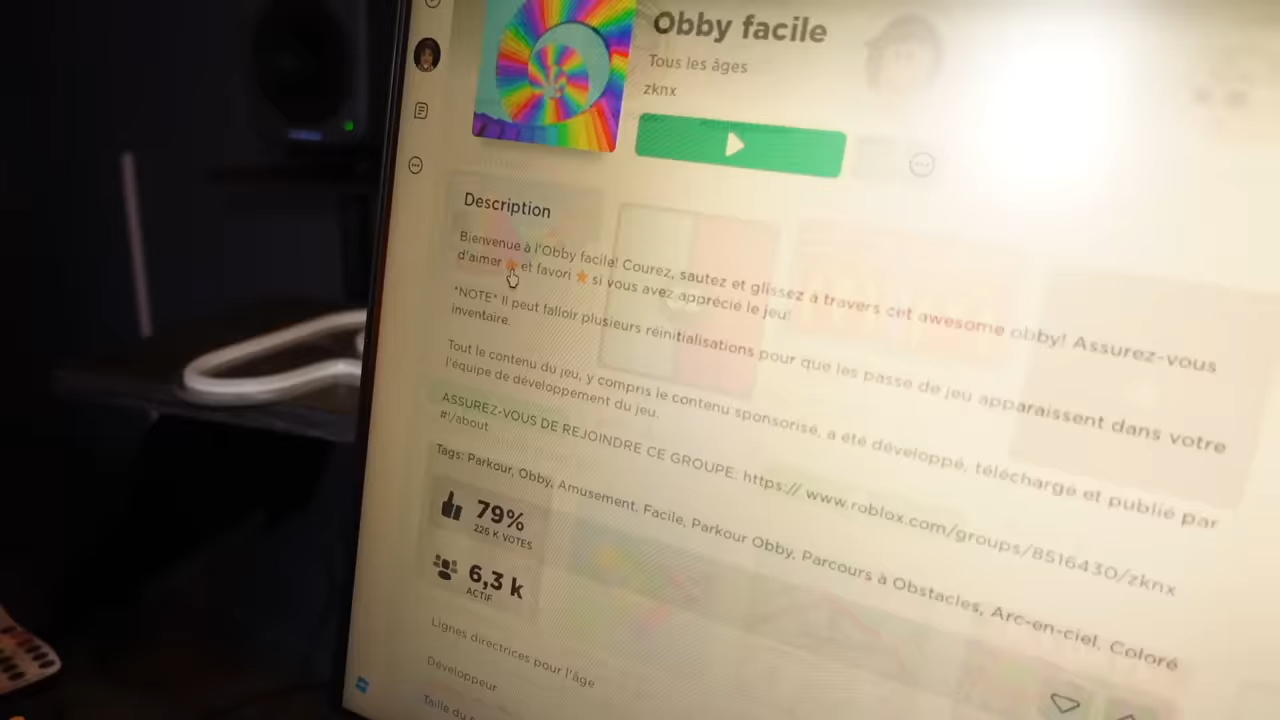 Obby facile
Tous les âges
zknx
Description
Bienvenue à l'Obby facile! Courez, sautez et glissez à travers cet awesome obby! Assurez-vous
d'aimer ⭐ et favori ⭐ si vous avez apprécié le jeu!
*NOTE* Il peut falloir plusieurs réinitialisations pour que les passe de jeu apparaissent dans votre
inventaire.
Tout le contenu du jeu, y compris le contenu sponsorisé, a été développé, téléchargé et publié par
l'équipe de développement du jeu.
ASSUREZ-VOUS DE REJOINDRE CE GROUPE: https:// www.roblox.com/groups/8516430/zknx
#!/about
Tags: Parkour, Obby, Amusement, Facile, Parkour Obby, Parcours à Obstacles, Arc-en-ciel, Coloré
79%
226 K VOTES
6,3 k
ACTIF
Lignes directrices pour l'âge
Développeur
Taille du